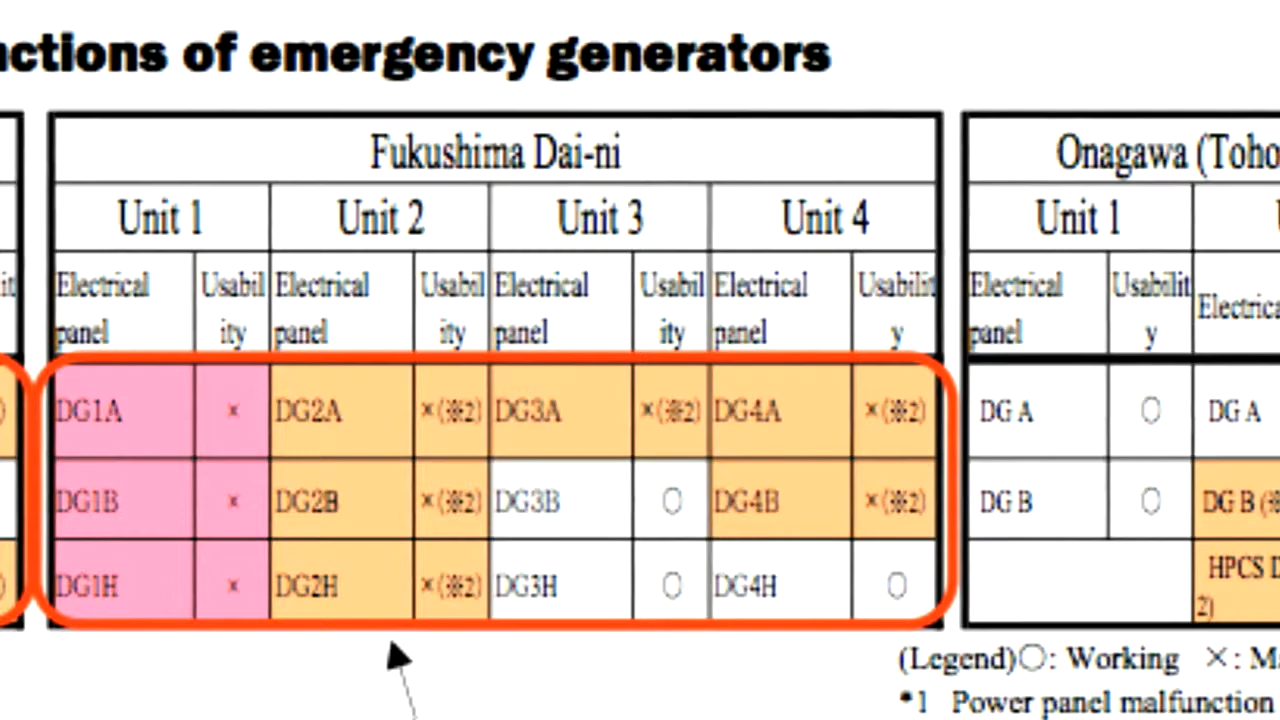 nctions of emergency generators
Fukushima Dai-ni
Unit 1 Unit 2 Unit 3 Unit 4
Electrical panel Usability Electrical panel Usability Electrical panel Usability Electrical panel Usability
DG1A × DG2A ×(※2) DG3A ×(※2) DG4A ×(※2)
DG1B × DG2B ×(※2) DG3B ○ DG4B ×(※2)
DG1H × DG2H ×(※2) DG3H ○ DG4H ○
Onagawa (Toho
Unit 1
Electrical panel Usability Electrica
DG A ○ DG A
DG B ○ DG B (※
HPCS D
2)
(Legend)○: Working ×: Ma
*1 Power panel malfunction